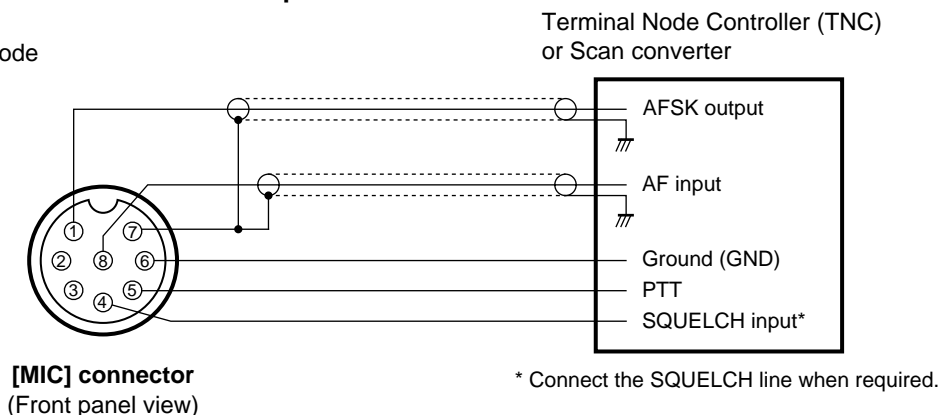 Terminal Node Controller (TNC)
or Scan converter
AFSK output
AF input
Ground (GND)
PTT
SQUELCH input*
1
7
2
8
6
3
5
4
[MIC] connector
(Front panel view)
* Connect the SQUELCH line when required.